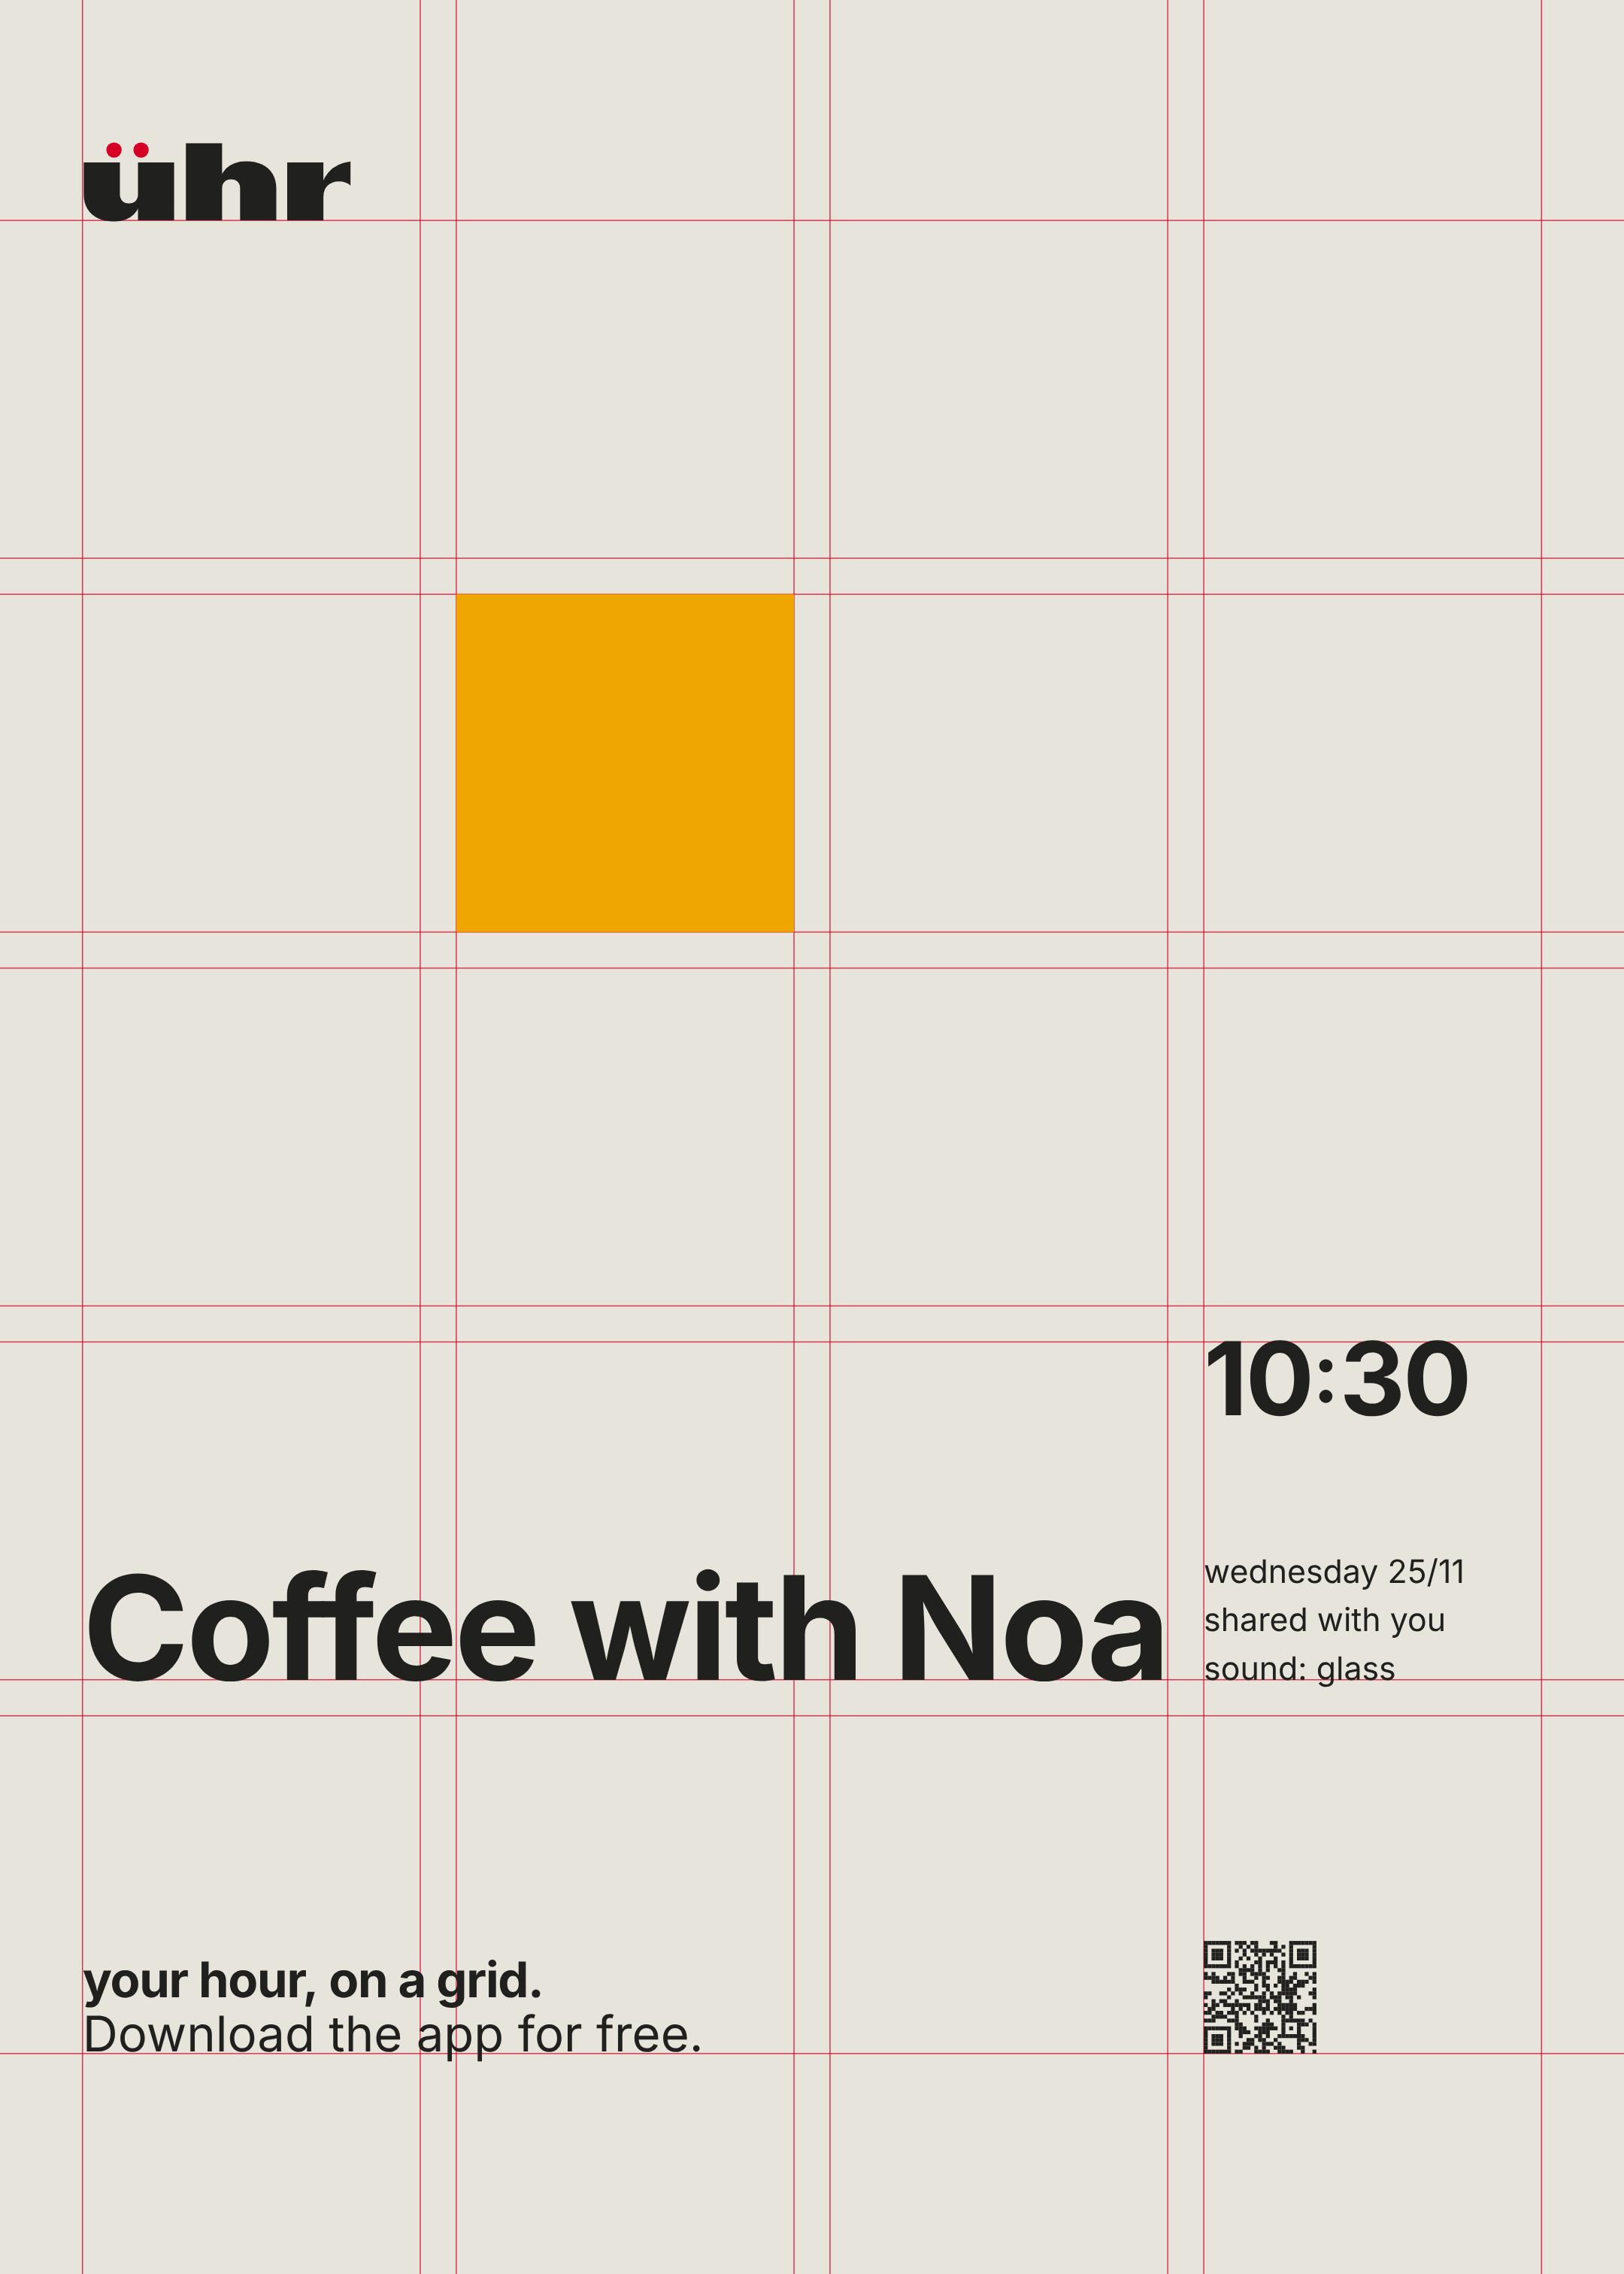 ühr
10:30
Coffee with Noa
wednesday 25/11
shared with you
sound: glass
your hour, on a grid.
Download the app for free.